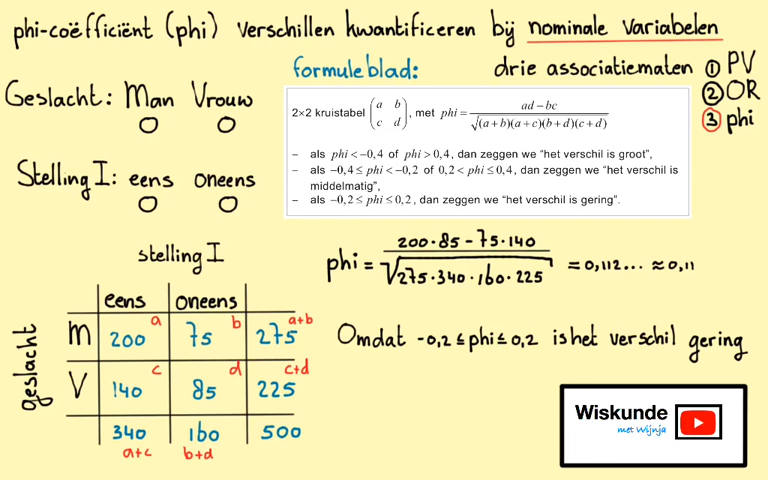 phi-coëfficiënt (phi) verschillen kwantificeren bij nominale variabelen
formuleblad:
drie associatiematen ① PV
② OR
③ phi
Geslacht: Man Vrouw
Stelling I: eens oneens
2×2 kruistabel (a b
c d), met phi = ad − bc
√(a+b)(a+c)(b+d)(c+d)
– als phi < −0,4 of phi > 0,4, dan zeggen we “het verschil is groot”,
– als −0,4 ≤ phi < −0,2 of 0,2 < phi ≤ 0,4, dan zeggen we “het verschil is
middelmatig”,
– als −0,2 ≤ phi ≤ 0,2, dan zeggen we “het verschil is gering”.
stelling I
geslacht
eens oneens
M 200 a 75 b 275 a+b
V 140 c 85 d 225 c+d
340 160 500
a+c b+d
phi = 200·85 − 75·140
√275·340·160·225
= 0,112... ≈ 0,11
Omdat -0,2 ≤ phi ≤ 0,2 is het verschil gering
Wiskunde
met Wijnja